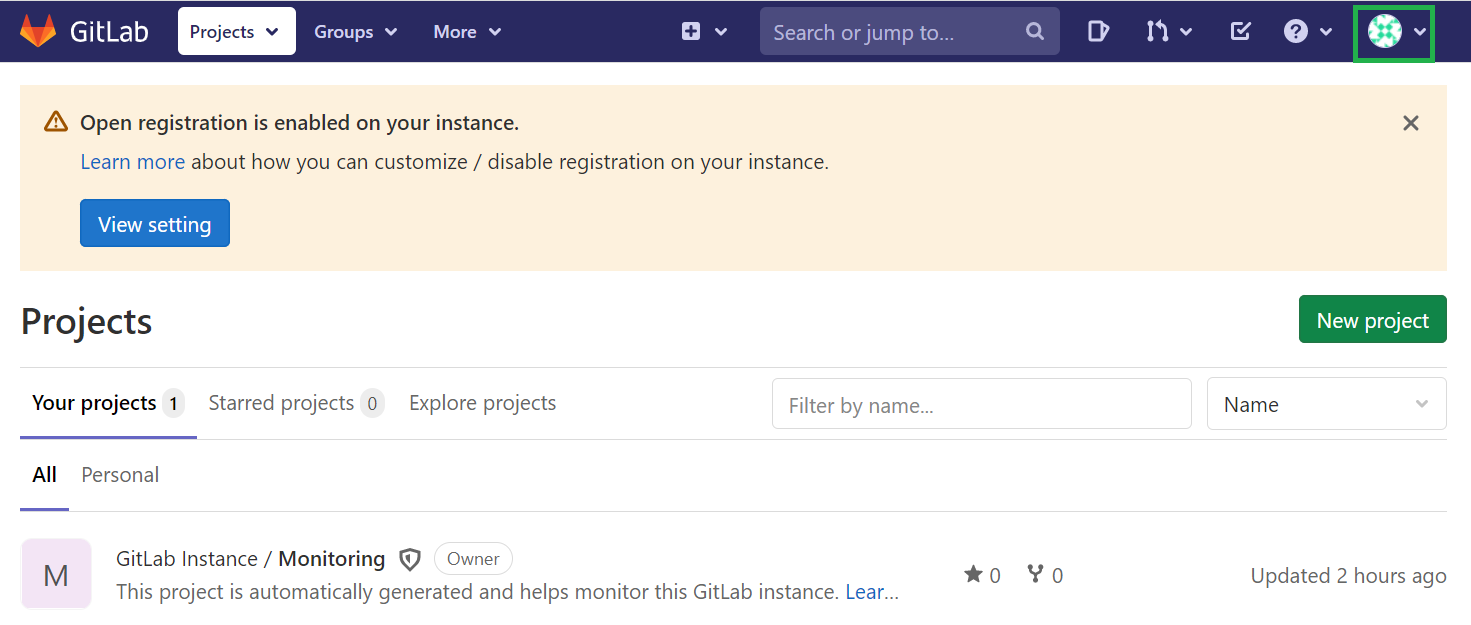 GitLab Projects Groups More Search or jump to...
Open registration is enabled on your instance.
Learn more about how you can customize / disable registration on your instance.
View setting
Projects New project
Your projects 1 Starred projects 0 Explore projects Filter by name... Name
All Personal
M GitLab Instance / Monitoring Owner
This project is automatically generated and helps monitor this GitLab instance. Lear...
0 0 Updated 2 hours ago